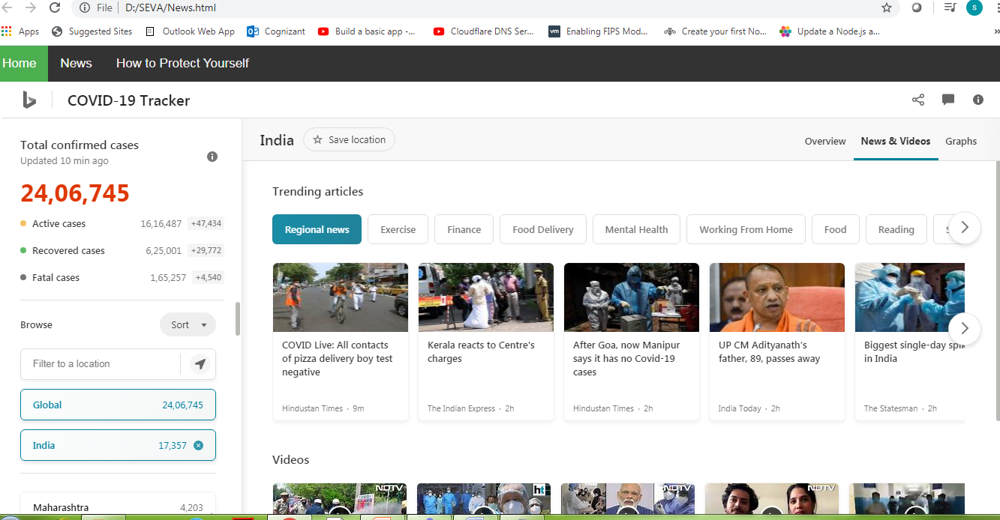 File
D:/SEVA/News.html
S
Apps
Suggested Sites
Outlook Web App
Cognizant
Build a basic app -...
Cloudflare DNS Ser...
vm
Enabling FIPS Mod...
Create your first No...
Update a Node.js a...
»
Home
News
How to Protect Yourself
COVID-19 Tracker
Total confirmed cases
Updated 10 min ago
24,06,745
Active cases
16,16,487
+47,434
Recovered cases
6,25,001
+29,772
Fatal cases
1,65,257
+4,540
Browse
Sort
Filter to a location
Global
24,06,745
India
17,357
Maharashtra
4,203
India
Save location
Overview
News & Videos
Graphs
Trending articles
Regional news
Exercise
Finance
Food Delivery
Mental Health
Working From Home
Food
Reading
COVID Live: All contacts
of pizza delivery boy test
negative
Hindustan Times · 9m
Kerala reacts to Centre's
charges
The Indian Express · 2h
After Goa, now Manipur
says it has no Covid-19
cases
Hindustan Times · 2h
UP CM Adityanath's
father, 89, passes away
India Today · 2h
Biggest single-day
in India
The Statesman · 2h
Videos
NDTV
ht
NDTV
NDTV